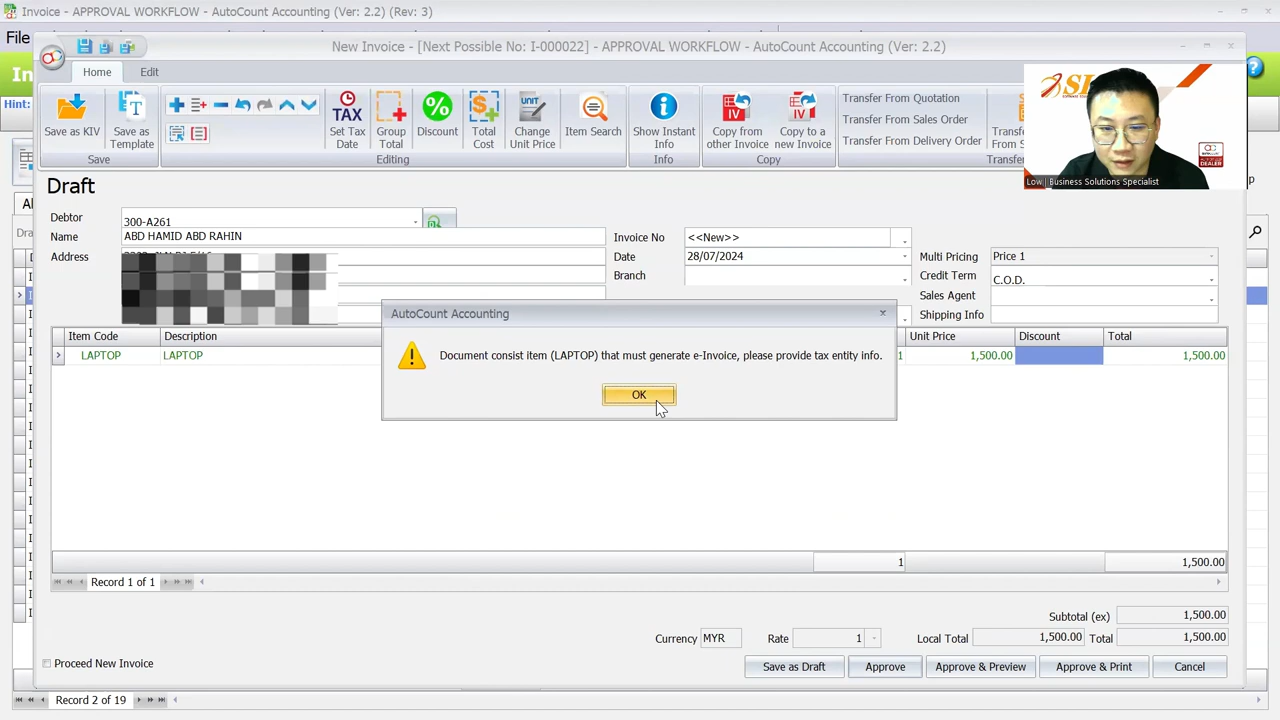 Invoice - APPROVAL WORKFLOW - AutoCount Accounting (Ver: 2.2) (Rev: 3)
File
New Invoice - [Next Possible No: I-000022] - APPROVAL WORKFLOW - AutoCount Accounting (Ver: 2.2)
Home Edit
Hint:
Save as KIV
Save as Template
Set Tax Date
Group Total
Discount
Total Cost
Change Unit Price
Item Search
Show Instant Info
Copy from other Invoice
Copy to a new Invoice
Transfer From Quotation
Transfer From Sales Order
Transfer From Delivery Order
Save Editing Info Copy
TAX
UNIT PRICE
IV IV
Low | Business Solutions Specialist
DEALER
Draft
Debtor 300-A261
Name ABD HAMID ABD RAHIN
Address
Invoice No <<New>>
Date 28/07/2024
Branch
Multi Pricing Price 1
Credit Term C.O.D.
Sales Agent
Shipping Info
Item Code Description Unit Price Discount Total
LAPTOP LAPTOP 1 1,500.00 1,500.00
AutoCount Accounting
Document consist item (LAPTOP) that must generate e-Invoice, please provide tax entity info.
OK
1 1,500.00
Record 1 of 1
Subtotal (ex) 1,500.00
Currency MYR Rate 1 Local Total 1,500.00 Total 1,500.00
Proceed New Invoice
Save as Draft Approve Approve & Preview Approve & Print Cancel
Record 2 of 19